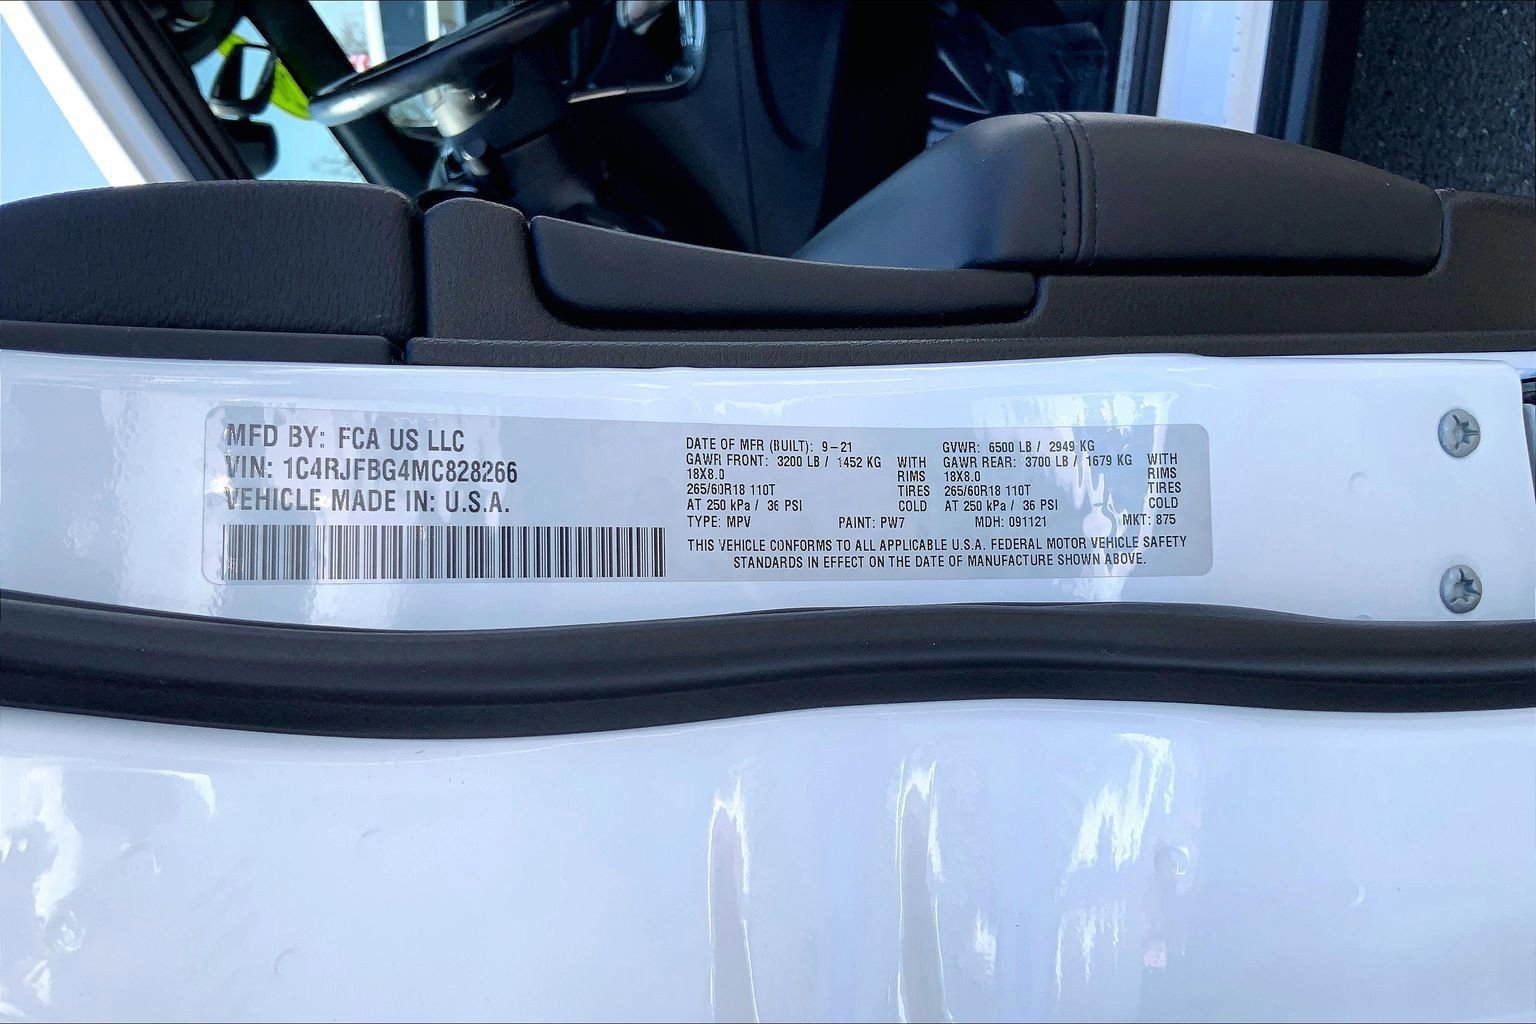 MFD BY: FCA US LLC
VIN: 1C4RJFBG4MC828266
VEHICLE MADE IN: U.S.A.
DATE OF MFR (BUILT): 9-21 GVWR: 6500 LB / 2949 KG
GAWR FRONT: 3200 LB / 1452 KG WITH GAWR REAR: 3700 LB / 1679 KG WITH
18X8.0 RIMS 18X8.0 RIMS
265/60R18 110T TIRES 265/60R18 110T TIRES
AT 250 kPa / 36 PSI COLD AT 250 kPa / 36 PSI COLD
TYPE: MPV PAINT: PW7 MDH: 091121 MKT: 875
THIS VEHICLE CONFORMS TO ALL APPLICABLE U.S.A. FEDERAL MOTOR VEHICLE SAFETY
STANDARDS IN EFFECT ON THE DATE OF MANUFACTURE SHOWN ABOVE.